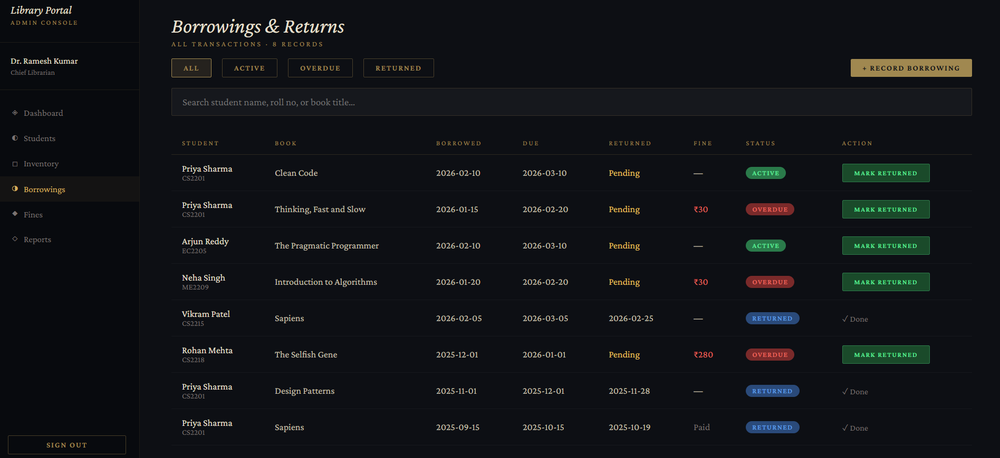 Library Portal
ADMIN CONSOLE
Dr. Ramesh Kumar
Chief Librarian
Dashboard
Students
Inventory
Borrowings
Fines
Reports
SIGN OUT
Borrowings & Returns
ALL TRANSACTIONS · 8 RECORDS
ALL ACTIVE OVERDUE RETURNED + RECORD BORROWING
Search student name, roll no, or book title...
STUDENT BOOK BORROWED DUE RETURNED FINE STATUS ACTION
Priya Sharma
CS2201
Clean Code 2026-02-10 2026-03-10 Pending — ACTIVE MARK RETURNED
Priya Sharma
CS2201
Thinking, Fast and Slow 2026-01-15 2026-02-20 Pending ₹30 OVERDUE MARK RETURNED
Arjun Reddy
EC2205
The Pragmatic Programmer 2026-02-10 2026-03-10 Pending — ACTIVE MARK RETURNED
Neha Singh
ME2209
Introduction to Algorithms 2026-01-20 2026-02-20 Pending ₹30 OVERDUE MARK RETURNED
Vikram Patel
CS2215
Sapiens 2026-02-05 2026-03-05 2026-02-25 — RETURNED ✓ Done
Rohan Mehta
CS2218
The Selfish Gene 2025-12-01 2026-01-01 Pending ₹280 OVERDUE MARK RETURNED
Priya Sharma
CS2201
Design Patterns 2025-11-01 2025-12-01 2025-11-28 — RETURNED ✓ Done
Priya Sharma
CS2201
Sapiens 2025-09-15 2025-10-15 2025-10-19 Paid RETURNED ✓ Done